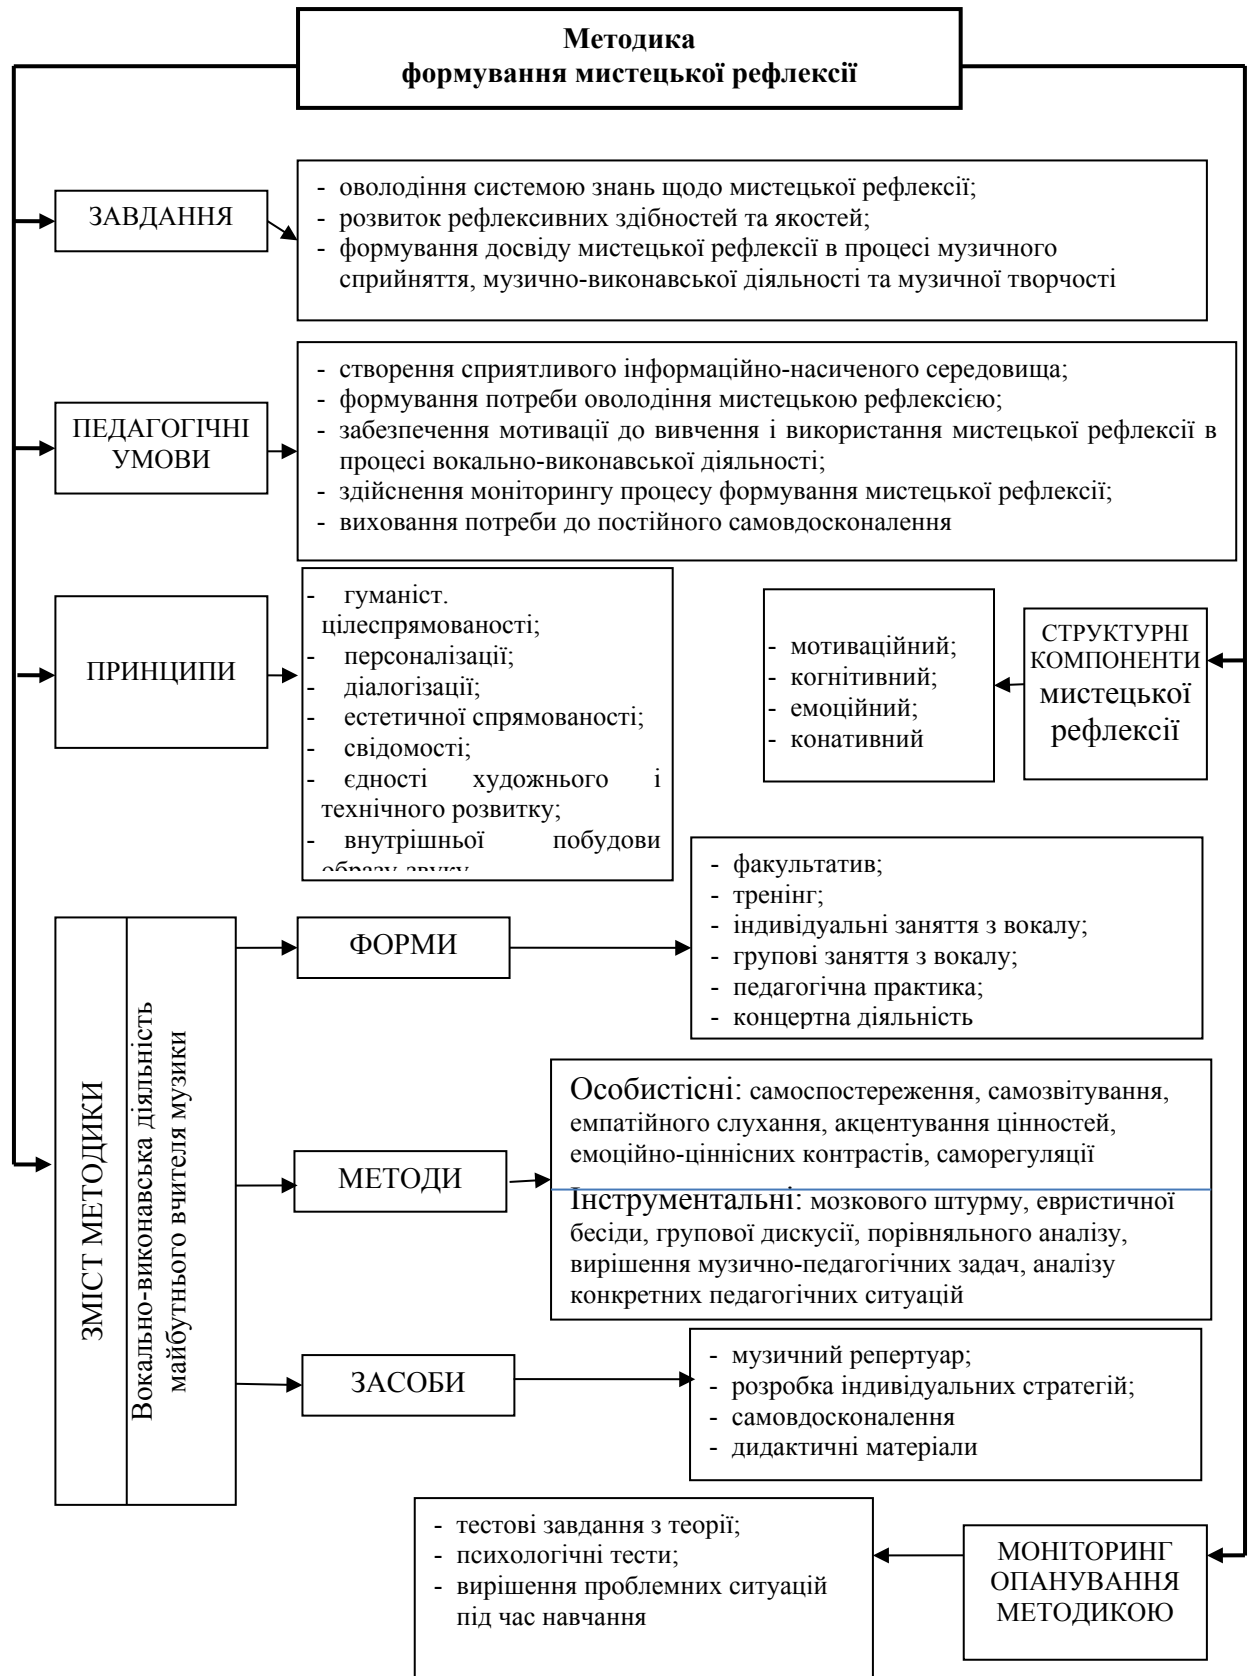 Методика
формування мистецької рефлексії
ЗАВДАННЯ
- оволодіння системою знань щодо мистецької рефлексії;
- розвиток рефлексивних здібностей та якостей;
- формування досвіду мистецької рефлексії в процесі музичного
сприйняття, музично-виконавської діяльності та музичної творчості
ПЕДАГОГІЧНІ
УМОВИ
- створення сприятливого інформаційно-насиченого середовища;
- формування потреби оволодіння мистецькою рефлексією;
- забезпечення мотивації до вивчення і використання мистецької рефлексії в
процесі вокально-виконавської діяльності;
- здійснення моніторингу процесу формування мистецької рефлексії;
- виховання потреби до постійного самовдосконалення
ПРИНЦИПИ
- гуманіст.
цілеспрямованості;
- персоналізації;
- діалогізації;
- естетичної спрямованості;
- свідомості;
- єдності художнього і
технічного розвитку;
- внутрішньої побудови
образу звуку
- мотиваційний;
- когнітивний;
- емоційний;
- конативний
СТРУКТУРНІ
КОМПОНЕНТИ
мистецької
рефлексії
ЗМІСТ МЕТОДИКИ
Вокально-виконавська діяльність
майбутнього вчителя музики
ФОРМИ
- факультатив;
- тренінг;
- індивідуальні заняття з вокалу;
- групові заняття з вокалу;
- педагогічна практика;
- концертна діяльність
МЕТОДИ
Особистісні: самоспостереження, самозвітування,
емпатійного слухання, акцентування цінностей,
емоційно-ціннісних контрастів, саморегуляції
Інструментальні: мозкового штурму, евристичної
бесіди, групової дискусії, порівняльного аналізу,
вирішення музично-педагогічних задач, аналізу
конкретних педагогічних ситуацій
ЗАСОБИ
- музичний репертуар;
- розробка індивідуальних стратегій;
- самовдосконалення
- дидактичні матеріали
- тестові завдання з теорії;
- психологічні тести;
- вирішення проблемних ситуацій
під час навчання
МОНІТОРИНГ
ОПАНУВАННЯ
МЕТОДИКОЮ